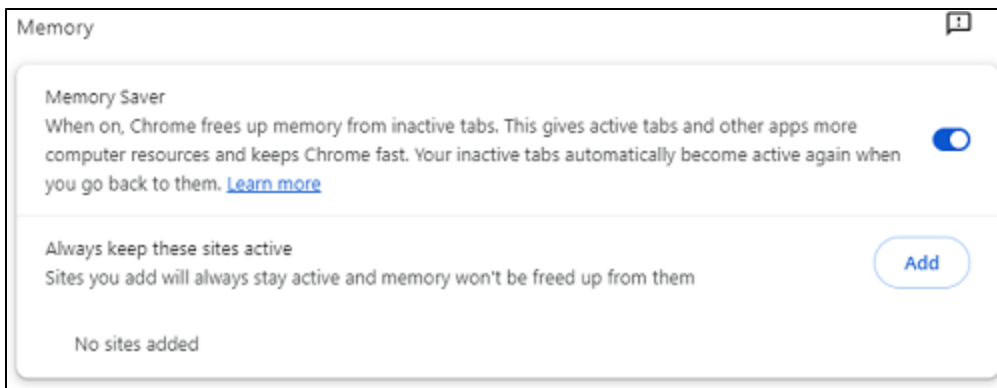 Memory
Memory Saver
When on, Chrome frees up memory from inactive tabs. This gives active tabs and other apps more
computer resources and keeps Chrome fast. Your inactive tabs automatically become active again when
you go back to them. Learn more
Always keep these sites active
Sites you add will always stay active and memory won't be freed up from them
Add
No sites added